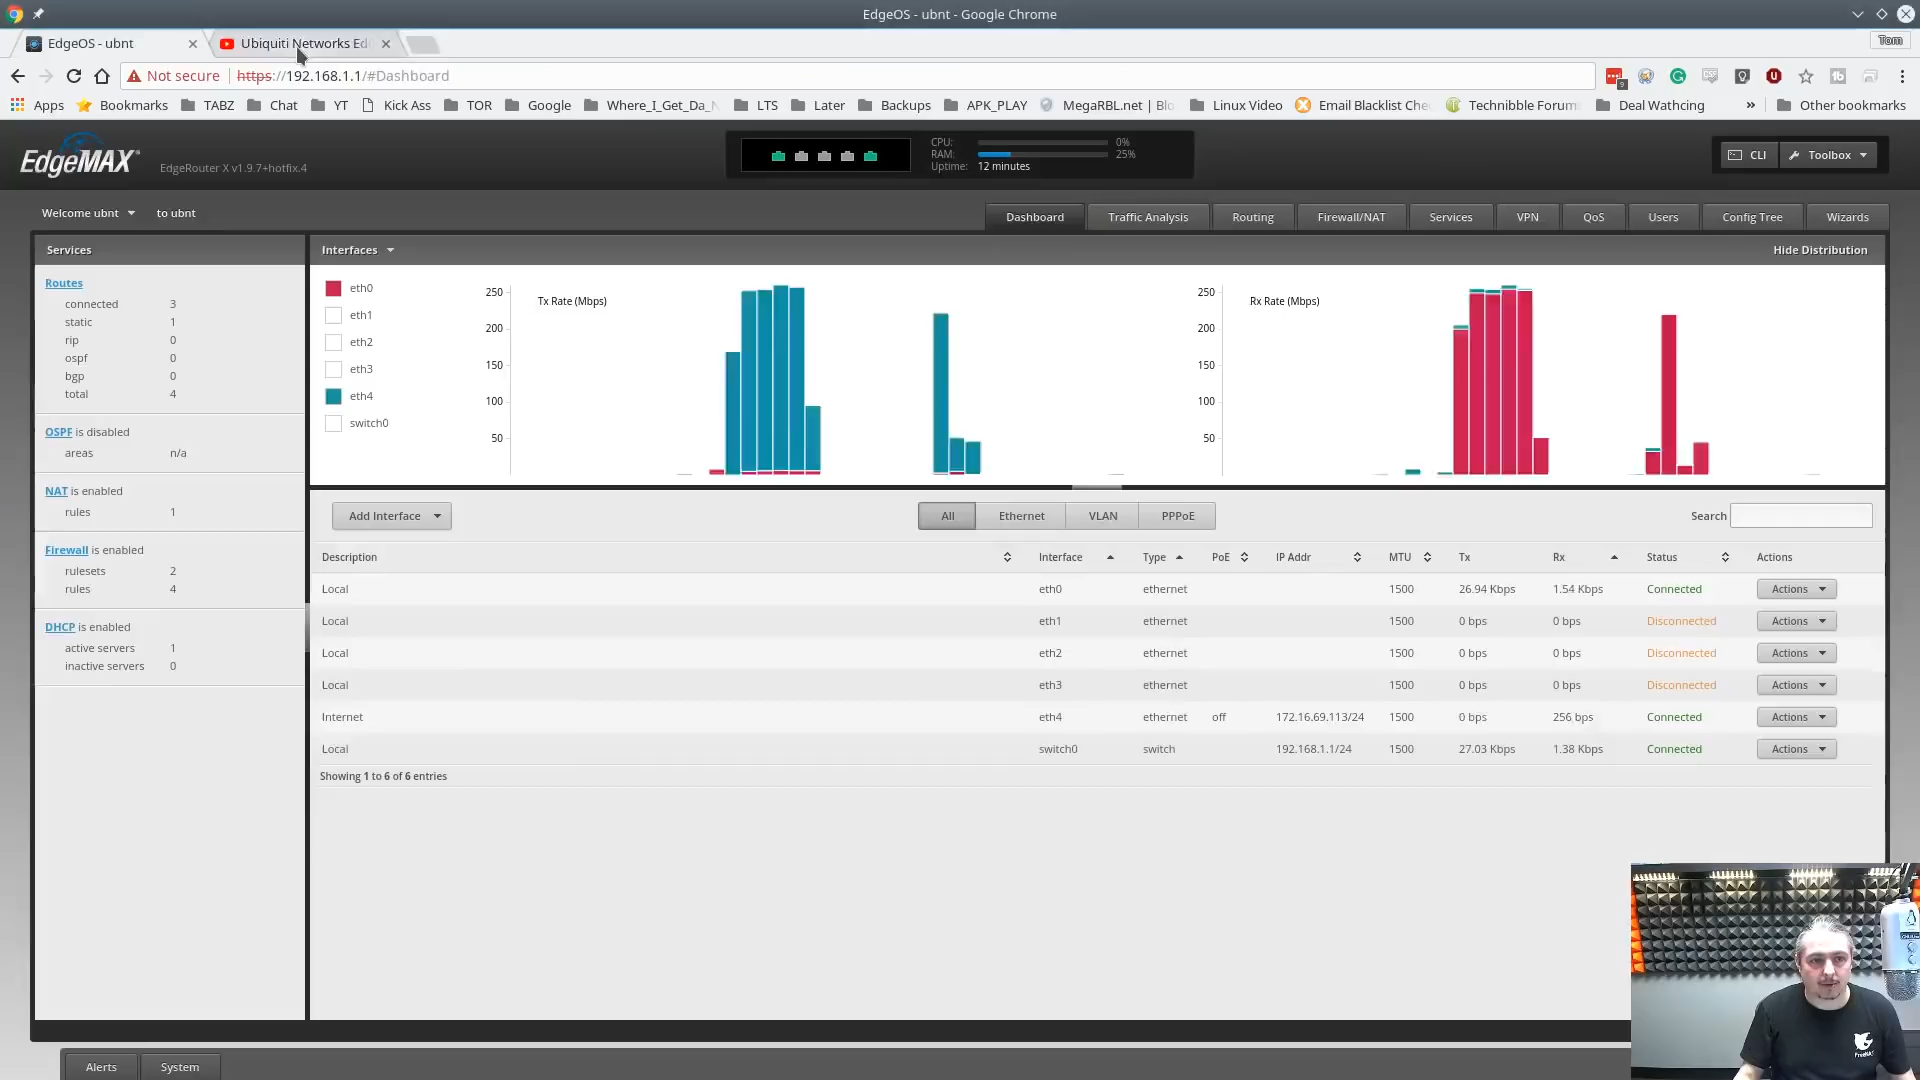 EdgeOS - ubnt - Google Chrome
EdgeOS - ubnt
Ubiquiti Networks Ed
Tom
Not secure https://192.168.1.1/#Dashboard
Apps Bookmarks TABZ Chat YT Kick Ass TOR Google Where_I_Get_Da_ LTS Later Backups APK_PLAY MegaRBL.net | Blo Linux Video Email Blacklist Che Technibble Forum Deal Wathcing » Other bookmarks
EdgeMAX EdgeRouter X v1.9.7+hotfix.4
CPU: 0%
RAM: 25%
Uptime: 12 minutes
CLI Toolbox
Welcome ubnt to ubnt
Dashboard Traffic Analysis Routing Firewall/NAT Services VPN QoS Users Config Tree Wizards
Services
Routes
connected 3
static 1
rip 0
ospf 0
bgp 0
total 4
OSPF is disabled
areas n/a
NAT is enabled
rules 1
Firewall is enabled
rulesets 2
rules 4
DHCP is enabled
active servers 1
inactive servers 0
Interfaces Hide Distribution
eth0
eth1
eth2
eth3
eth4
switch0
Tx Rate (Mbps)
250
200
150
100
50
Rx Rate (Mbps)
250
200
150
100
50
Add Interface All Ethernet VLAN PPPoE Search
Description Interface Type PoE IP Addr MTU Tx Rx Status Actions
Local eth0 ethernet 1500 26.94 Kbps 1.54 Kbps Connected Actions
Local eth1 ethernet 1500 0 bps 0 bps Disconnected Actions
Local eth2 ethernet 1500 0 bps 0 bps Disconnected Actions
Local eth3 ethernet 1500 0 bps 0 bps Disconnected Actions
Internet eth4 ethernet off 172.16.69.113/24 1500 0 bps 256 bps Connected Actions
Local switch0 switch 192.168.1.1/24 1500 27.03 Kbps 1.38 Kbps Connected Actions
Showing 1 to 6 of 6 entries
Alerts System
FreeNAS